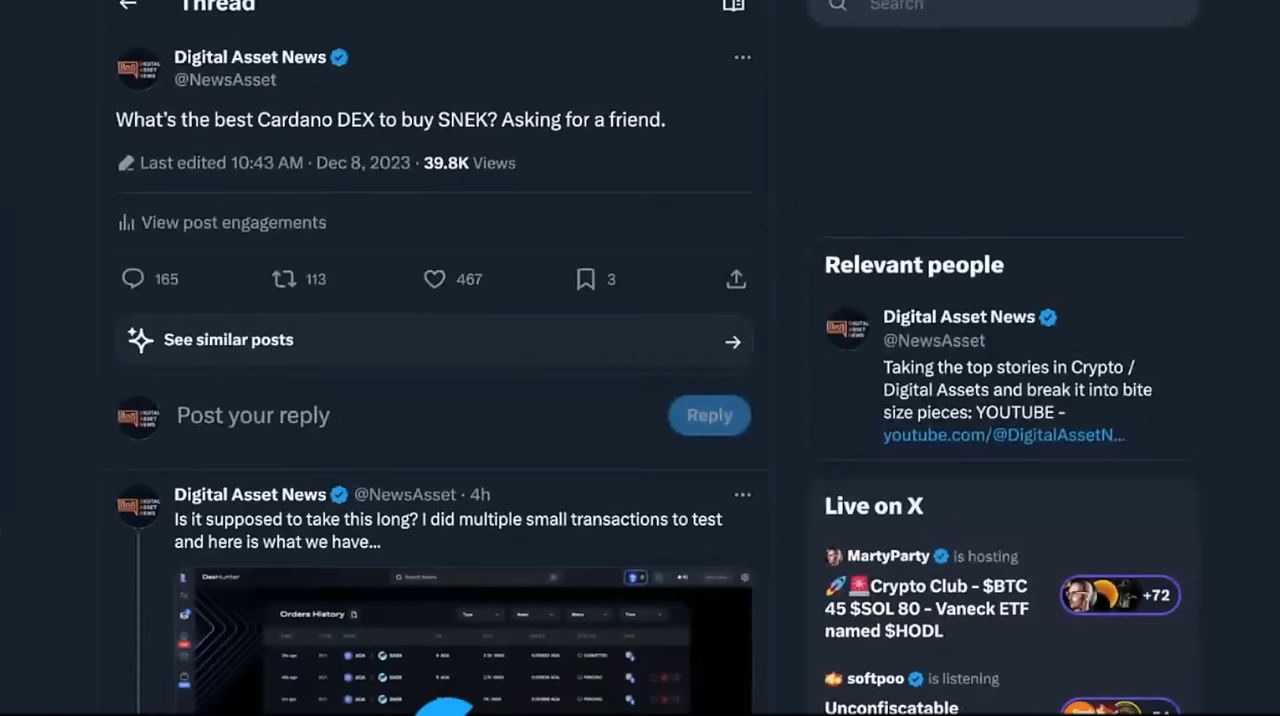 Thread
Search
Digital Asset News
@NewsAsset
What's the best Cardano DEX to buy SNEK? Asking for a friend.
Last edited 10:43 AM · Dec 8, 2023 · 39.8K Views
View post engagements
165 113 467 3
See similar posts
Post your reply
Reply
Digital Asset News @NewsAsset · 4h
Is it supposed to take this long? I did multiple small transactions to test
and here is what we have...
DexHunter
Orders History
Relevant people
Digital Asset News
@NewsAsset
Taking the top stories in Crypto /
Digital Assets and break it into bite
size pieces: YOUTUBE -
youtube.com/@DigitalAssetN...
Live on X
MartyParty is hosting
🚀🚨Crypto Club - $BTC
45 $SOL 80 - Vaneck ETF
named $HODL
+72
softpoo is listening
Unconfiscatable